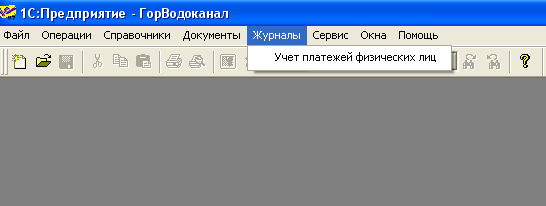 1С:Предприятие - ГорВодоканал
Файл Операции Справочники Документы Журналы Сервис Окна Помощь
Учет платежей физических лиц